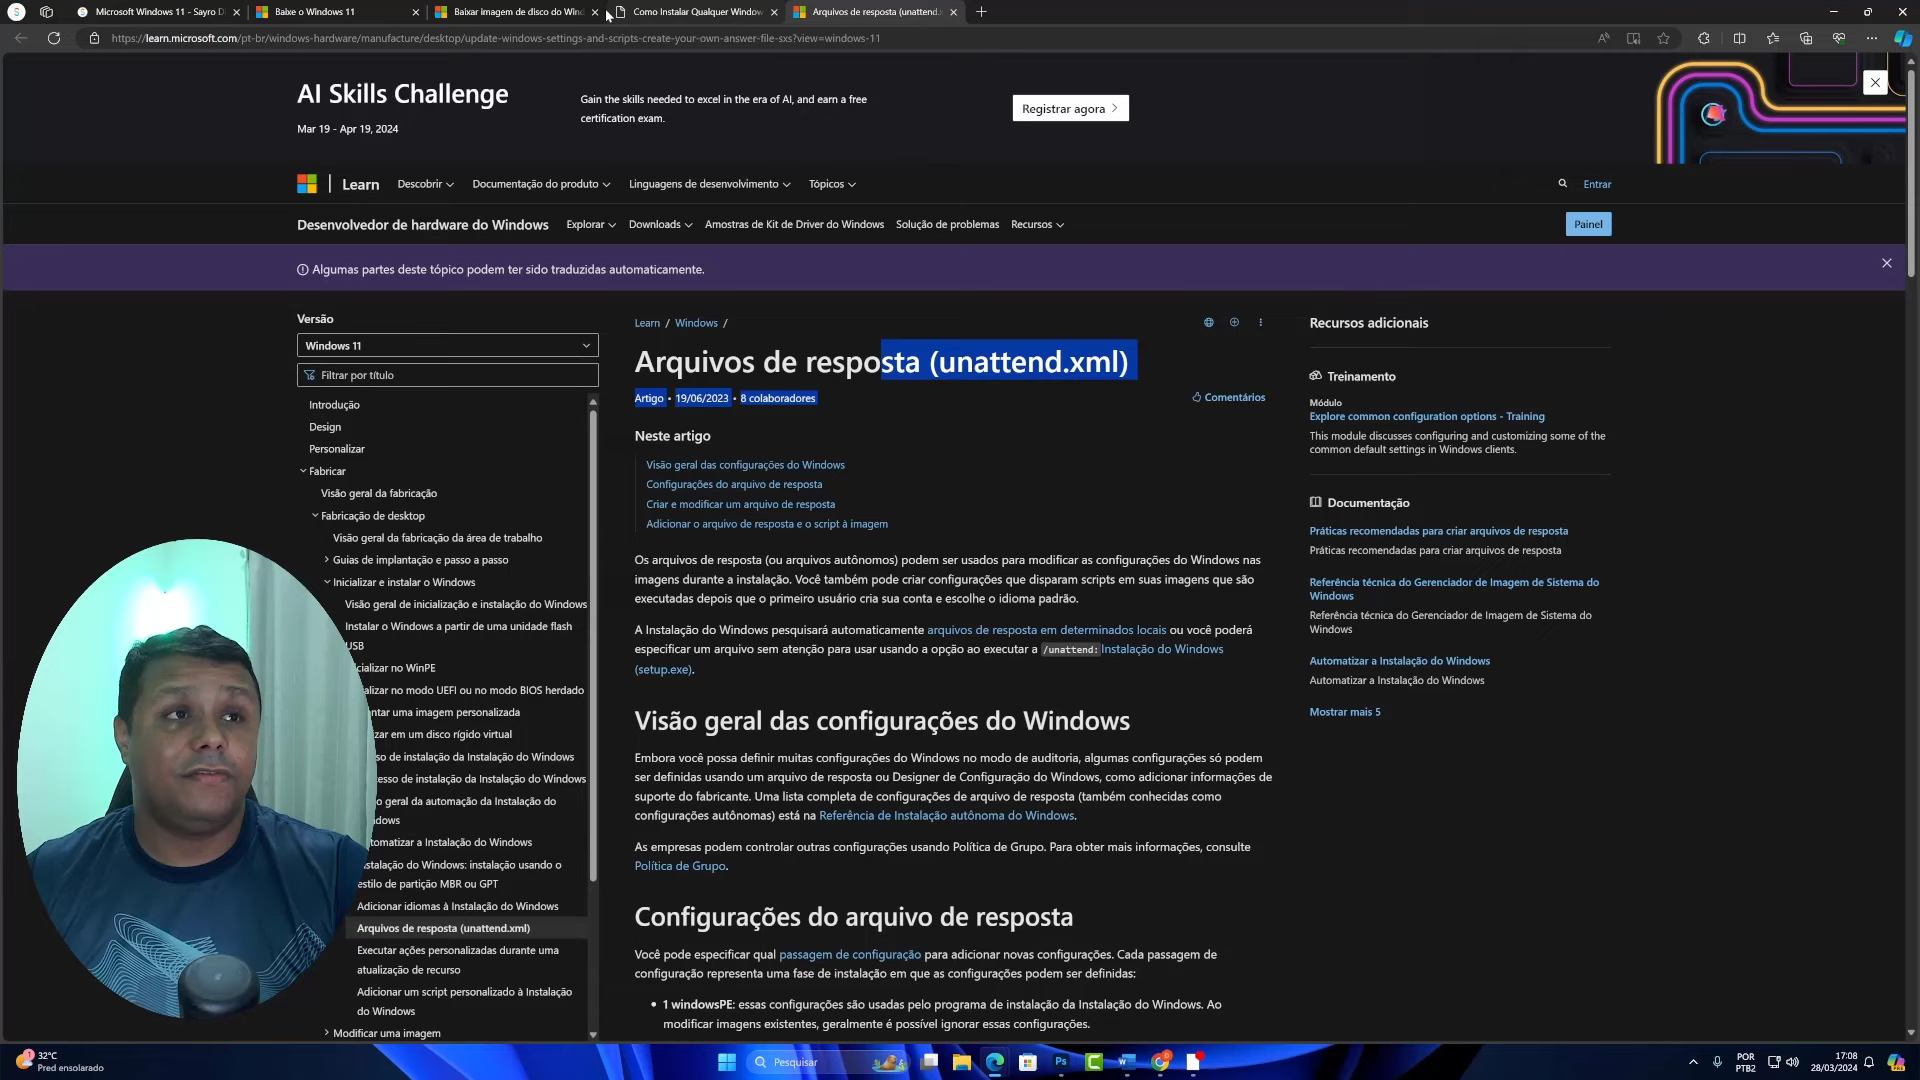 Microsoft Windows 11 - Sayro Di
Baixe o Windows 11
Baixar imagem de disco do Wind
Como Instalar Qualquer Window
Arquivos de resposta (unattend.x
https://learn.microsoft.com/pt-br/windows-hardware/manufacture/desktop/update-windows-settings-and-scripts-create-your-own-answer-file-sxs?view=windows-11
AI Skills Challenge
Mar 19 - Apr 19, 2024
Gain the skills needed to excel in the era of AI, and earn a free
certification exam.
Registrar agora
Learn
Descobrir
Documentação do produto
Linguagens de desenvolvimento
Tópicos
Entrar
Desenvolvedor de hardware do Windows
Explorar
Downloads
Amostras de Kit de Driver do Windows
Solução de problemas
Recursos
Painel
Algumas partes deste tópico podem ter sido traduzidas automaticamente.
Versão
Windows 11
Filtrar por título
Introdução
Design
Personalizar
Fabricar
Visão geral da fabricação
Fabricação de desktop
Visão geral da fabricação da área de trabalho
Guias de implantação e passo a passo
Inicializar e instalar o Windows
Visão geral de inicialização e instalação do Windows
Instalar o Windows a partir de uma unidade flash
USB
icializar no WinPE
alizar no modo UEFI ou no modo BIOS herdado
ntar uma imagem personalizada
izar em um disco rígido virtual
so de instalação da Instalação do Windows
esso de instalação da Instalação do Windows
o geral da automação da Instalação do
dows
tomatizar a Instalação do Windows
stalação do Windows: instalação usando o
estilo de partição MBR ou GPT
Adicionar idiomas à Instalação do Windows
Arquivos de resposta (unattend.xml)
Executar ações personalizadas durante uma
atualização de recurso
Adicionar um script personalizado à Instalação
do Windows
Modificar uma imagem
Learn / Windows /
Arquivos de resposta (unattend.xml)
Artigo • 19/06/2023 • 8 colaboradores
Comentários
Neste artigo
Visão geral das configurações do Windows
Configurações do arquivo de resposta
Criar e modificar um arquivo de resposta
Adicionar o arquivo de resposta e o script à imagem
Os arquivos de resposta (ou arquivos autônomos) podem ser usados para modificar as configurações do Windows nas
imagens durante a instalação. Você também pode criar configurações que disparam scripts em suas imagens que são
executadas depois que o primeiro usuário cria sua conta e escolhe o idioma padrão.
A Instalação do Windows pesquisará automaticamente arquivos de resposta em determinados locais ou você poderá
especificar um arquivo sem atenção para usar usando a opção ao executar a /unattend:Instalação do Windows
(setup.exe).
Visão geral das configurações do Windows
Embora você possa definir muitas configurações do Windows no modo de auditoria, algumas configurações só podem
ser definidas usando um arquivo de resposta ou Designer de Configuração do Windows, como adicionar informações de
suporte do fabricante. Uma lista completa de configurações de arquivo de resposta (também conhecidas como
configurações autônomas) está na Referência de Instalação autônoma do Windows.
As empresas podem controlar outras configurações usando Política de Grupo. Para obter mais informações, consulte
Política de Grupo.
Configurações do arquivo de resposta
Você pode especificar qual passagem de configuração para adicionar novas configurações. Cada passagem de
configuração representa uma fase de instalação em que as configurações podem ser definidas:
• 1 windowsPE: essas configurações são usadas pelo programa de instalação da Instalação do Windows. Ao
modificar imagens existentes, geralmente é possível ignorar essas configurações.
Recursos adicionais
Treinamento
Módulo
Explore common configuration options - Training
This module discusses configuring and customizing some of the
common default settings in Windows clients.
Documentação
Práticas recomendadas para criar arquivos de resposta
Práticas recomendadas para criar arquivos de resposta
Referência técnica do Gerenciador de Imagem de Sistema do
Windows
Referência técnica do Gerenciador de Imagem de Sistema do
Windows
Automatizar a Instalação do Windows
Automatizar a Instalação do Windows
Mostrar mais 5
32°C
Pred ensolarado
Pesquisar
POR
PTB2
17:08
28/03/2024